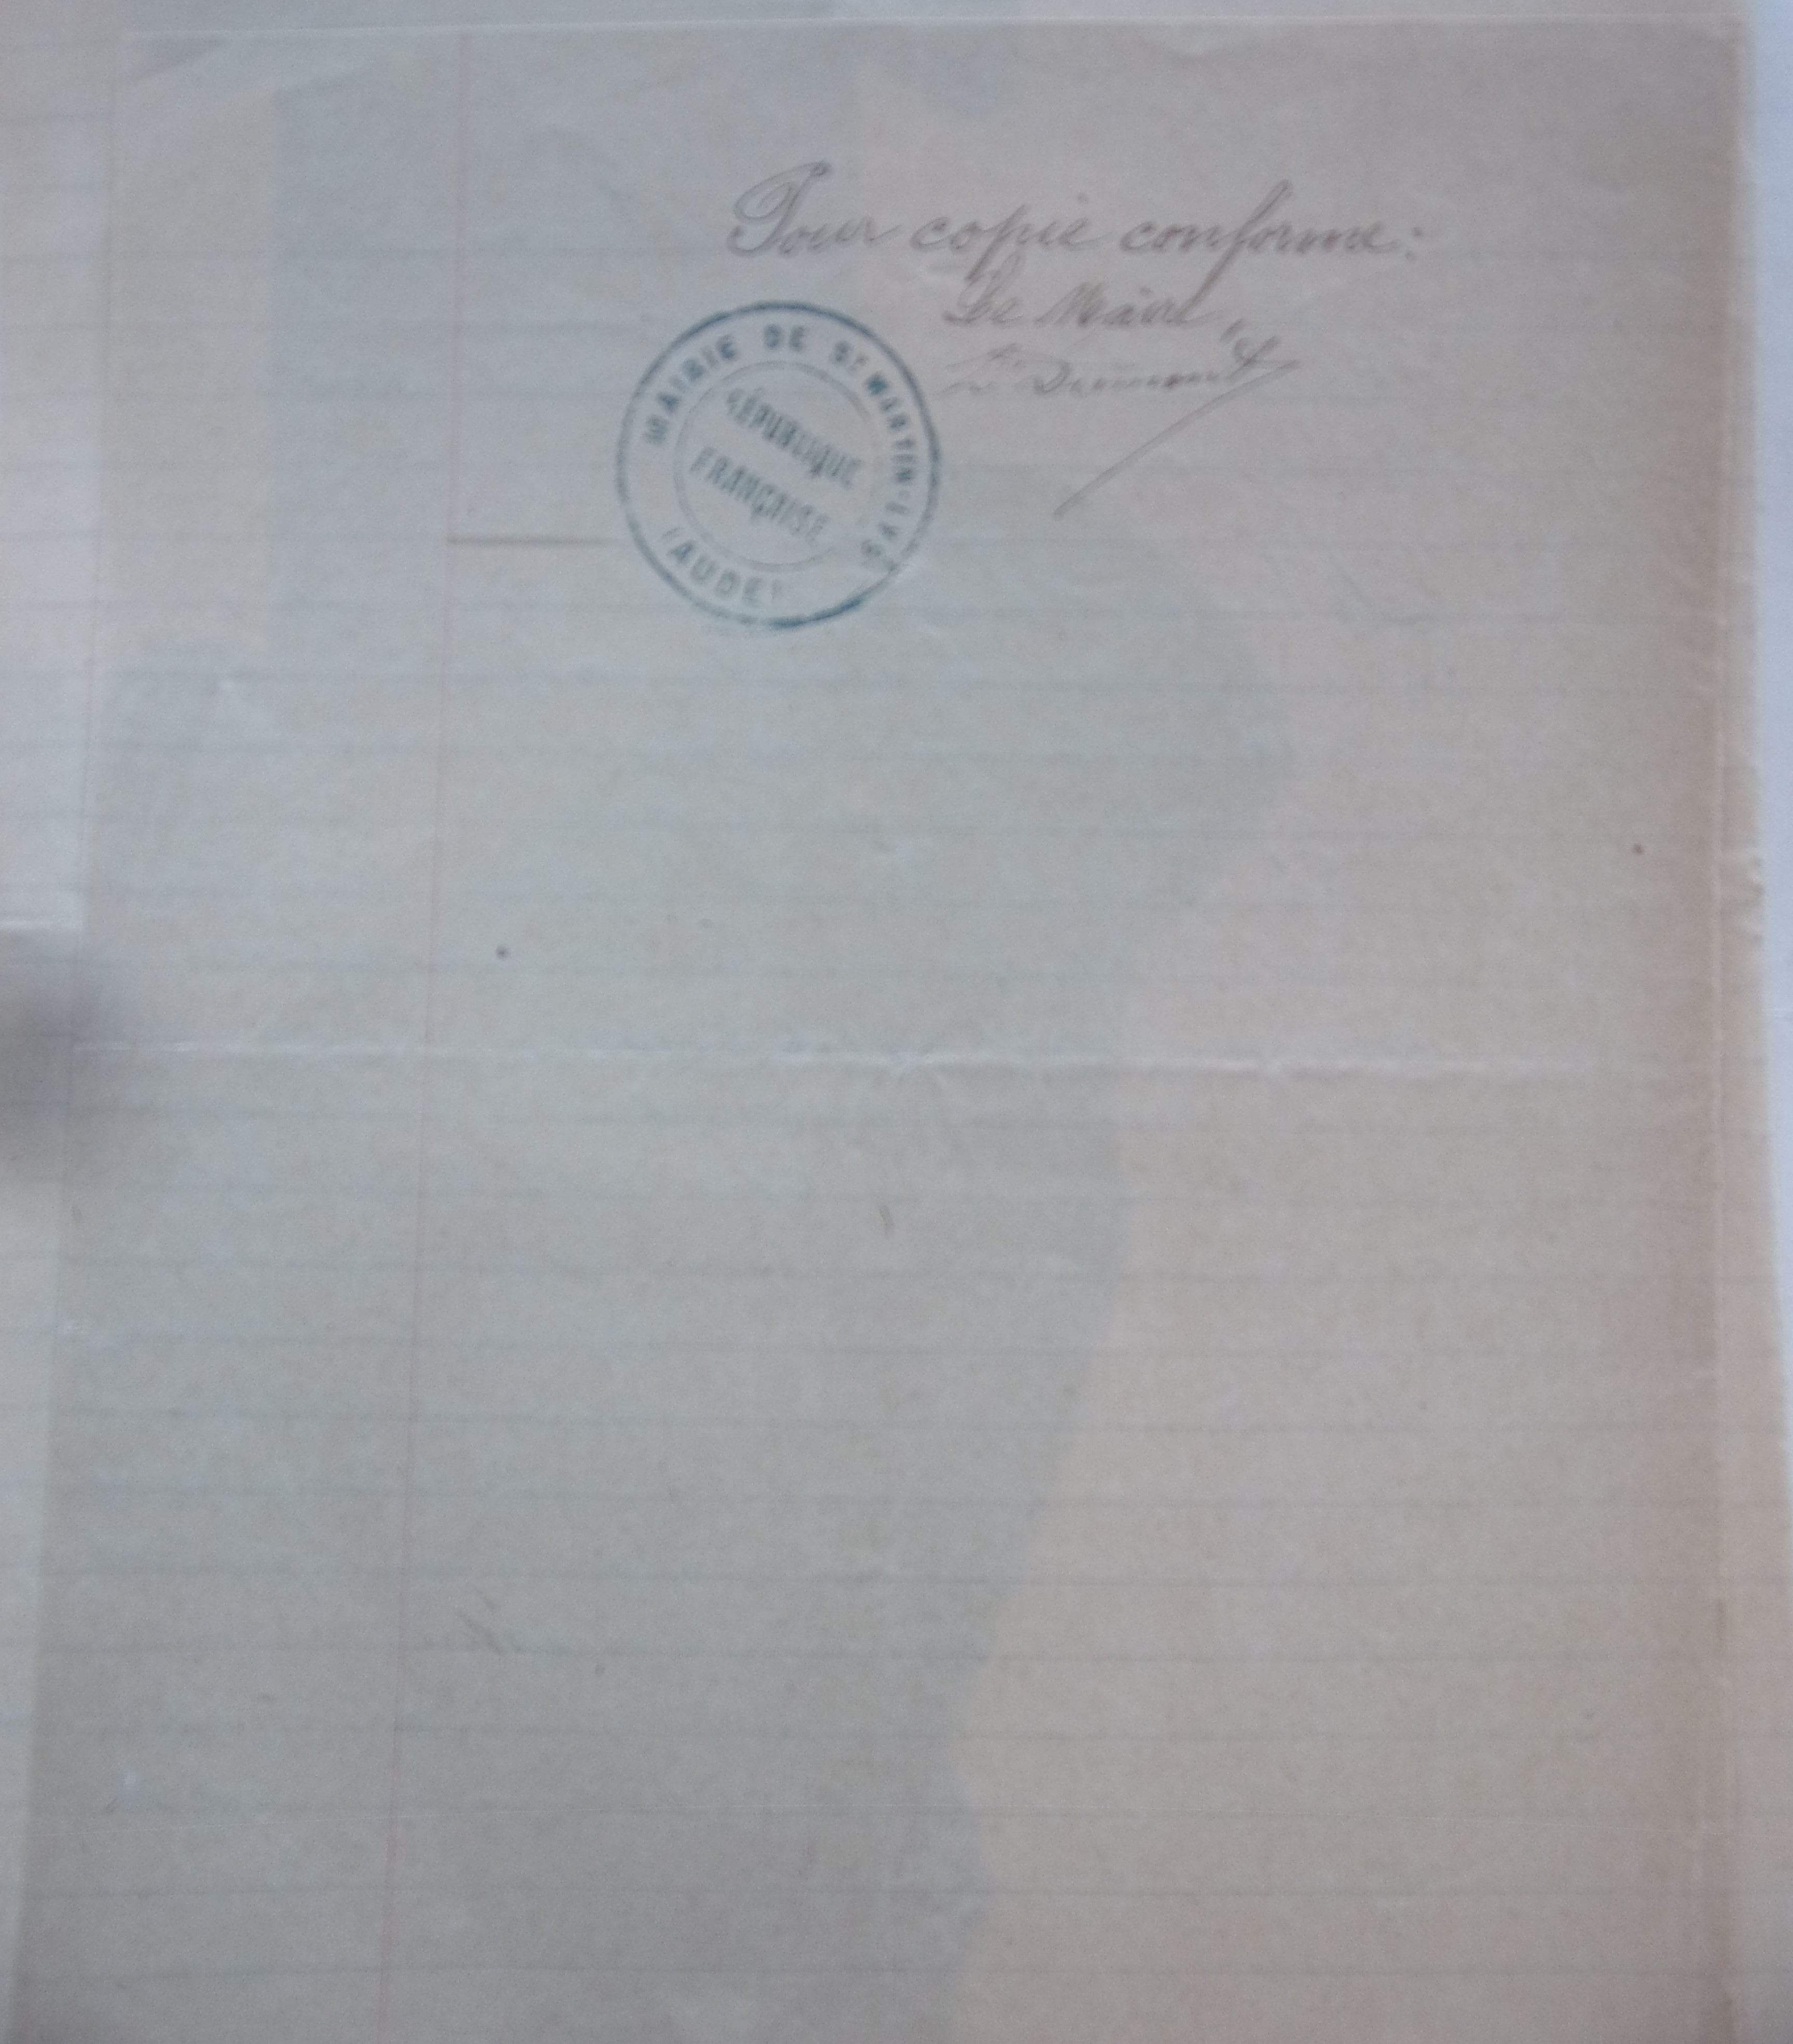 Pour copie conforme:
Le Maire,
MAIRIE DE St MARTIN-LYS
RÉPUBLIQUE
FRANÇAISE
(AUDE)